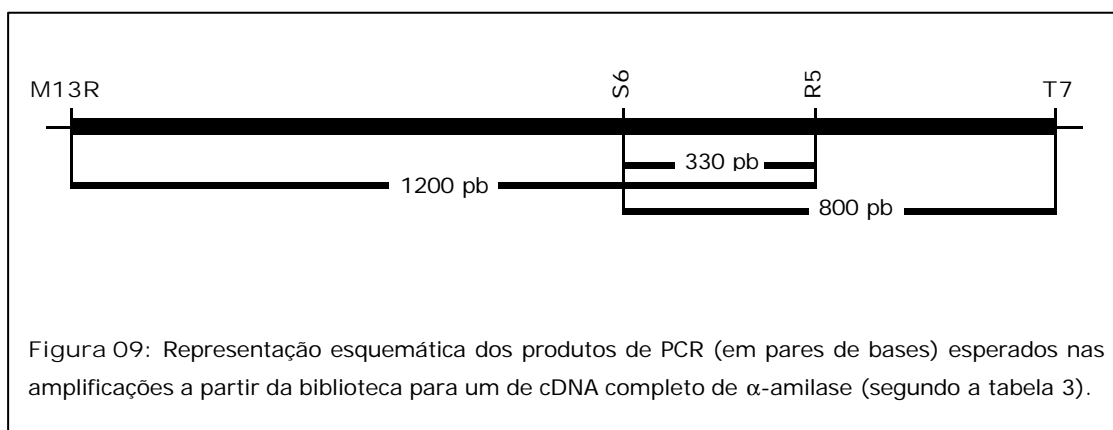 M13R S6 R5 T7
330 pb
1200 pb
800 pb
Figura 09: Representação esquemática dos produtos de PCR (em pares de bases) esperados nas
amplificações a partir da biblioteca para um de cDNA completo de α-amilase (segundo a tabela 3).